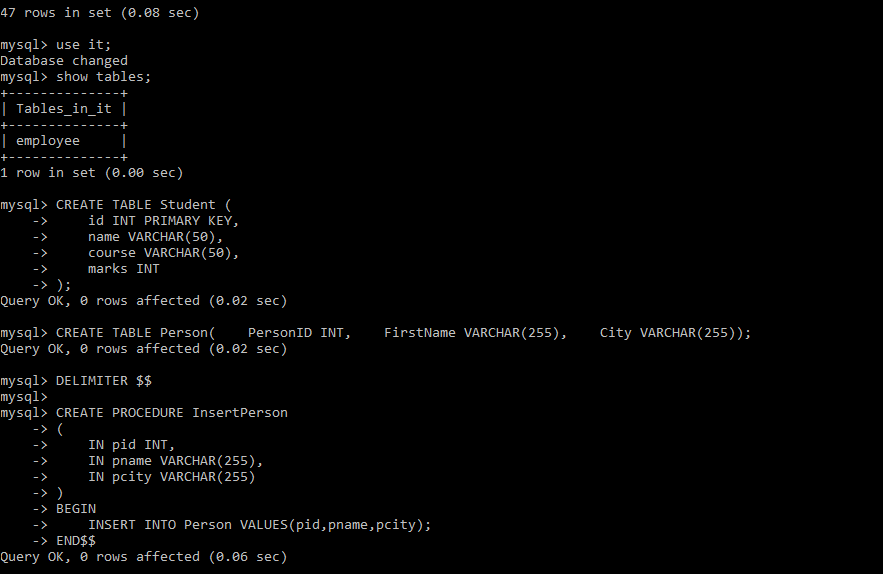 47 rows in set (0.08 sec)
mysql> use it;
Database changed
mysql> show tables;
+--------------+
| Tables_in_it |
+--------------+
| employee     |
+--------------+
1 row in set (0.00 sec)
mysql> CREATE TABLE Student (
    ->     id INT PRIMARY KEY,
    ->     name VARCHAR(50),
    ->     course VARCHAR(50),
    ->     marks INT
    -> );
Query OK, 0 rows affected (0.02 sec)
mysql> CREATE TABLE Person(    PersonID INT,    FirstName VARCHAR(255),    City VARCHAR(255));
Query OK, 0 rows affected (0.02 sec)
mysql> DELIMITER $$
mysql>
mysql> CREATE PROCEDURE InsertPerson
    -> (
    ->     IN pid INT,
    ->     IN pname VARCHAR(255),
    ->     IN pcity VARCHAR(255)
    -> )
    -> BEGIN
    ->     INSERT INTO Person VALUES(pid,pname,pcity);
    -> END$$
Query OK, 0 rows affected (0.06 sec)